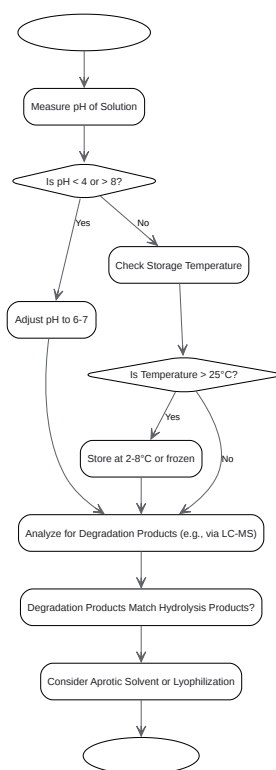 Measure pH of Solution
Is pH < 4 or > 8?
Yes
No
Check Storage Temperature
Adjust pH to 6-7
Is Temperature > 25°C?
Yes
Store at 2-8°C or frozen
No
Analyze for Degradation Products (e.g., via LC-MS)
Degradation Products Match Hydrolysis Products?
Consider Aprotic Solvent or Lyophilization